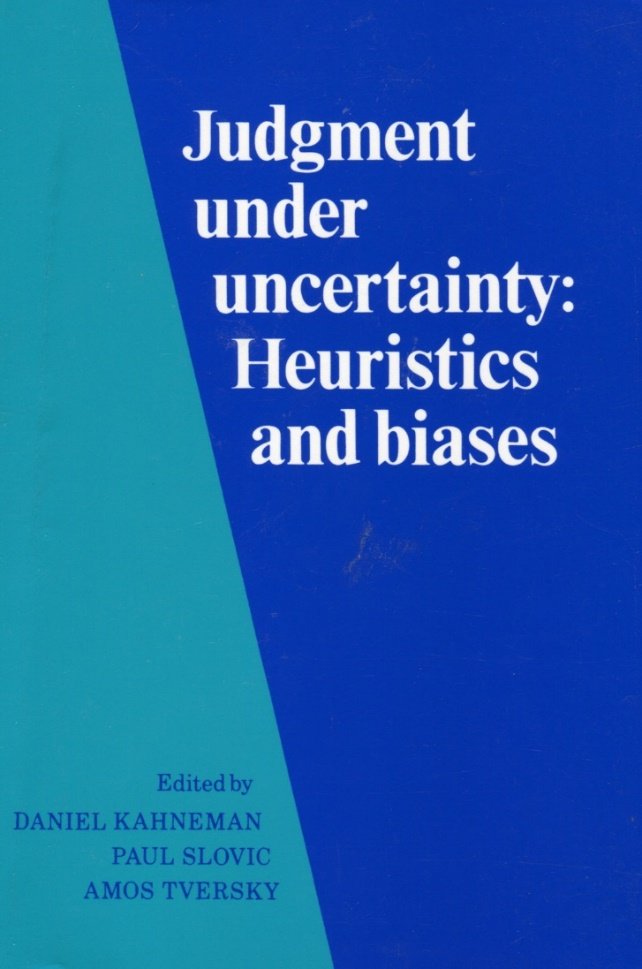 Judgment
under
uncertainty:
Heuristics
and biases
Edited by
DANIEL KAHNEMAN
PAUL SLOVIC
AMOS TVERSKY